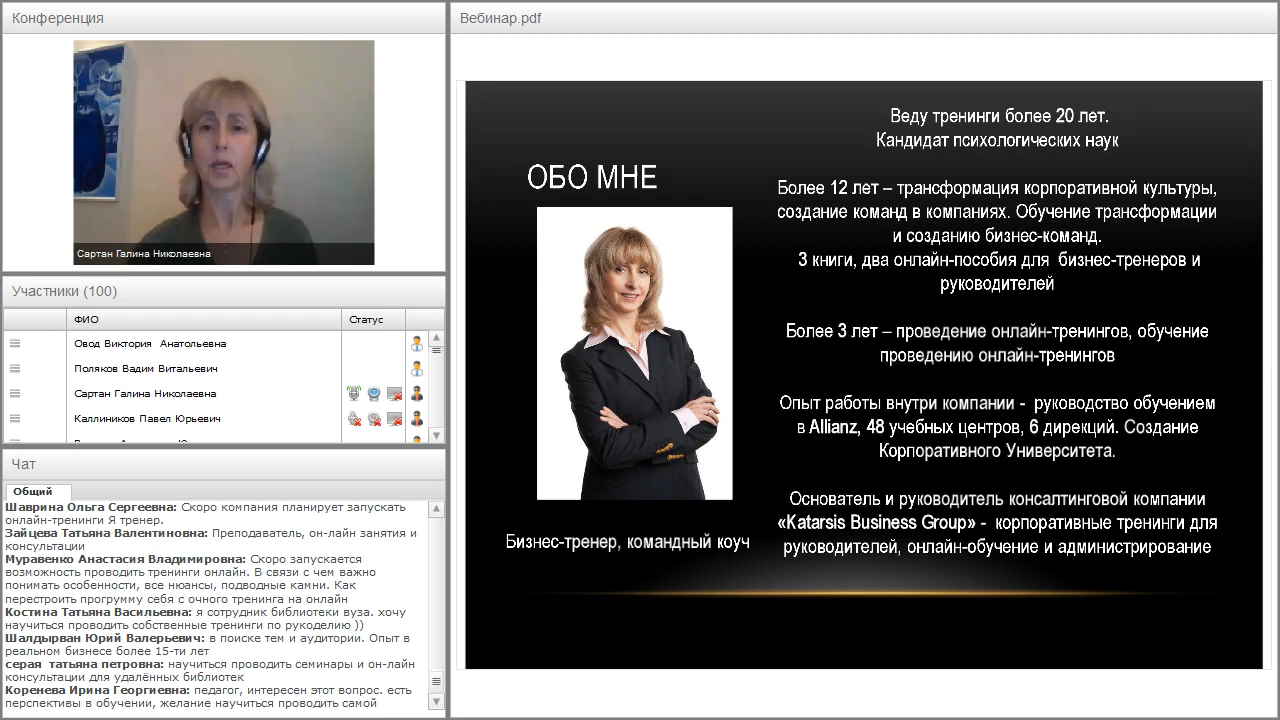 Конференция
Сартан Галина Николаевна
Участники (100)
ФИО
Статус
Овод Виктория Анатольевна
Поляков Вадим Витальевич
Сартан Галина Николаевна
Каллиников Павел Юрьевич
Чат
Общий
Шаврина Ольга Сергеевна: Скоро компания планирует запускать
онлайн-тренинги Я тренер.
Зайцева Татьяна Валентиновна: Преподаватель, он-лайн занятия и
консультации
Муравенко Анастасия Владимировна: Скоро запускается
возможность проводить тренинги онлайн. В связи с чем важно
понимать особенности, все нюансы, подводные камни. Как
перестроить прогрумму себя с очного тренинга на онлайн
Костина Татьяна Васильевна: я сотрудник библиотеки вуза. хочу
научиться проводить собственные тренинги по рукоделию ))
Шалдырван Юрий Валерьевич: в поиске тем и аудитории. Опыт в
реальном бизнесе более 15-ти лет
серая татьяна петровна: научиться проводить семинары и он-лайн
консультации для удалённых библиотек
Коренева Ирина Георгиевна: педагог, интересен этот вопрос. есть
перспективы в обучении, желание научиться проводить самой
Вебинар.pdf
ОБО МНЕ
Бизнес-тренер, командный коуч
Веду тренинги более 20 лет.
Кандидат психологических наук
Более 12 лет – трансформация корпоративной культуры,
создание команд в компаниях. Обучение трансформации
и созданию бизнес-команд.
3 книги, два онлайн-пособия для бизнес-тренеров и
руководителей
Более 3 лет – проведение онлайн-тренингов, обучение
проведению онлайн-тренингов
Опыт работы внутри компании - руководство обучением
в Allianz, 48 учебных центров, 6 дирекций. Создание
Корпоративного Университета.
Основатель и руководитель консалтинговой компании
«Katarsis Business Group» - корпоративные тренинги для
руководителей, онлайн-обучение и администрирование